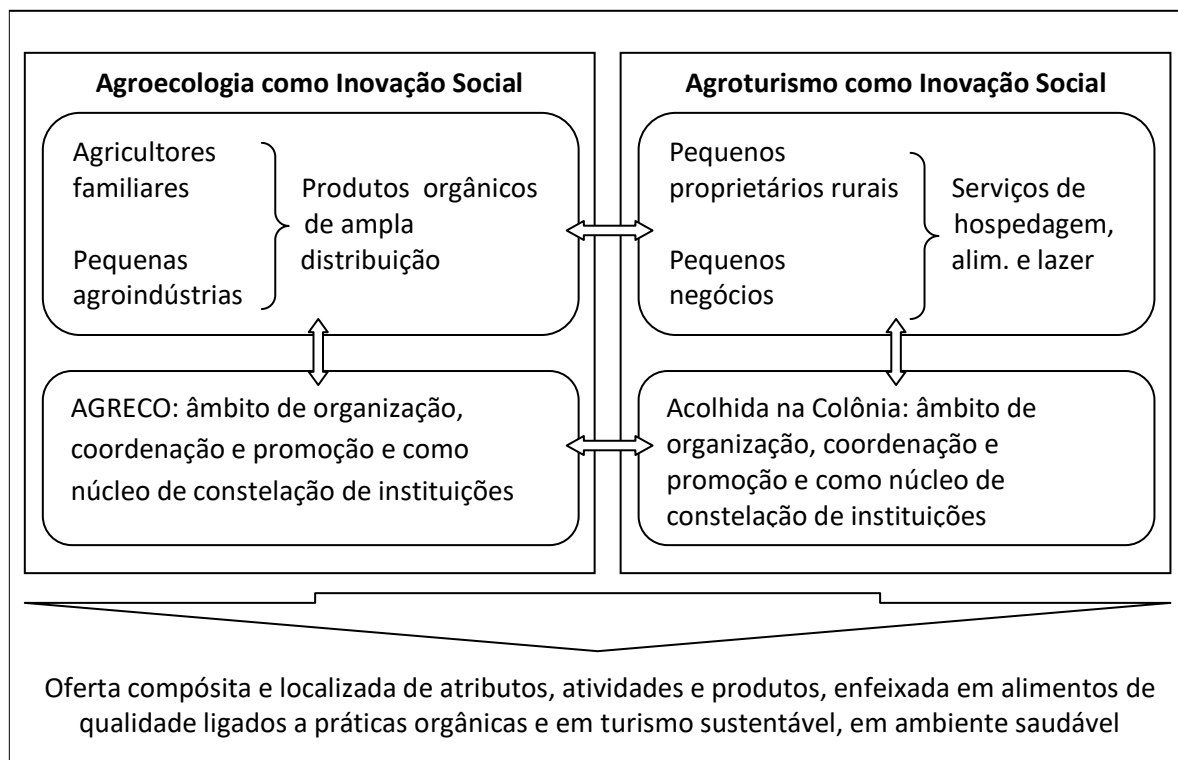 Agroecologia como Inovação Social
Agricultores
familiares
Pequenas
agroindústrias
Produtos orgânicos
de ampla
distribuição
AGRECO: âmbito de organização,
coordenação e promoção e como
núcleo de constelação de instituições
Agroturismo como Inovação Social
Pequenos
proprietários rurais
Pequenos
negócios
Serviços de
hospedagem,
alim. e lazer
Acolhida na Colônia: âmbito de
organização, coordenação e
promoção e como núcleo de
constelação de instituições
Oferta compósita e localizada de atributos, atividades e produtos, enfeixada em alimentos de
qualidade ligados a práticas orgânicas e em turismo sustentável, em ambiente saudável